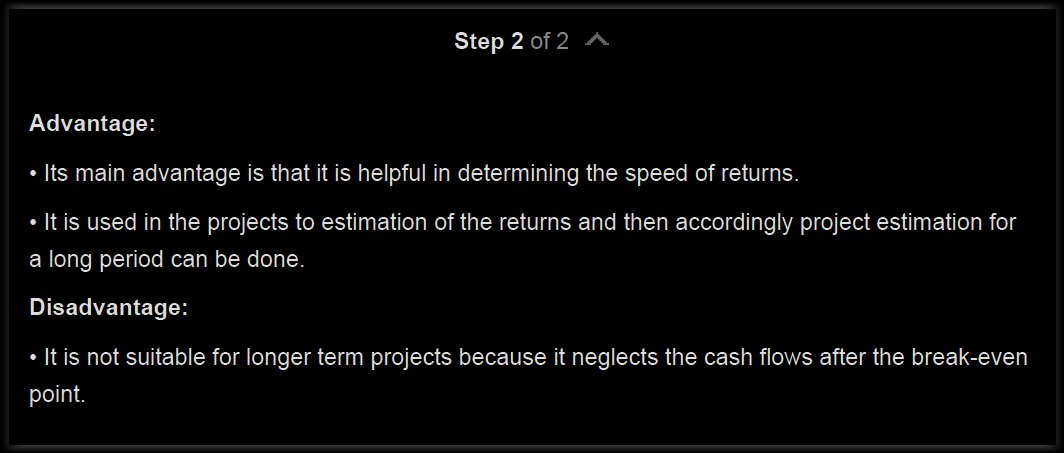 Step 2 of 2
Advantage:
• Its main advantage is that it is helpful in determining the speed of returns.
• It is used in the projects to estimation of the returns and then accordingly project estimation for
a long period can be done.
Disadvantage:
• It is not suitable for longer term projects because it neglects the cash flows after the break-even
point.